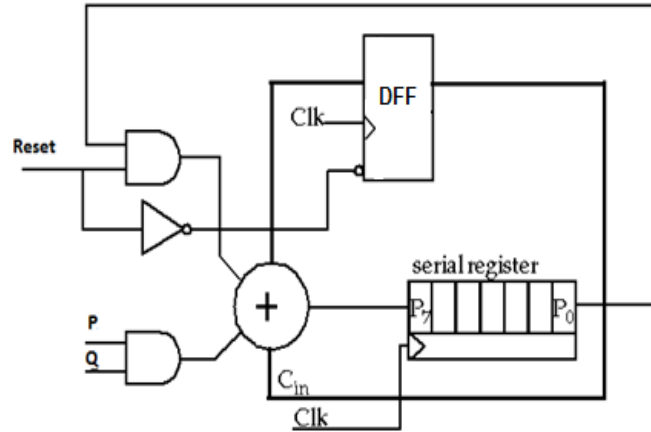 DFF
Clk
Reset
serial register
P7 P0
+
P
Q
Cin
Clk